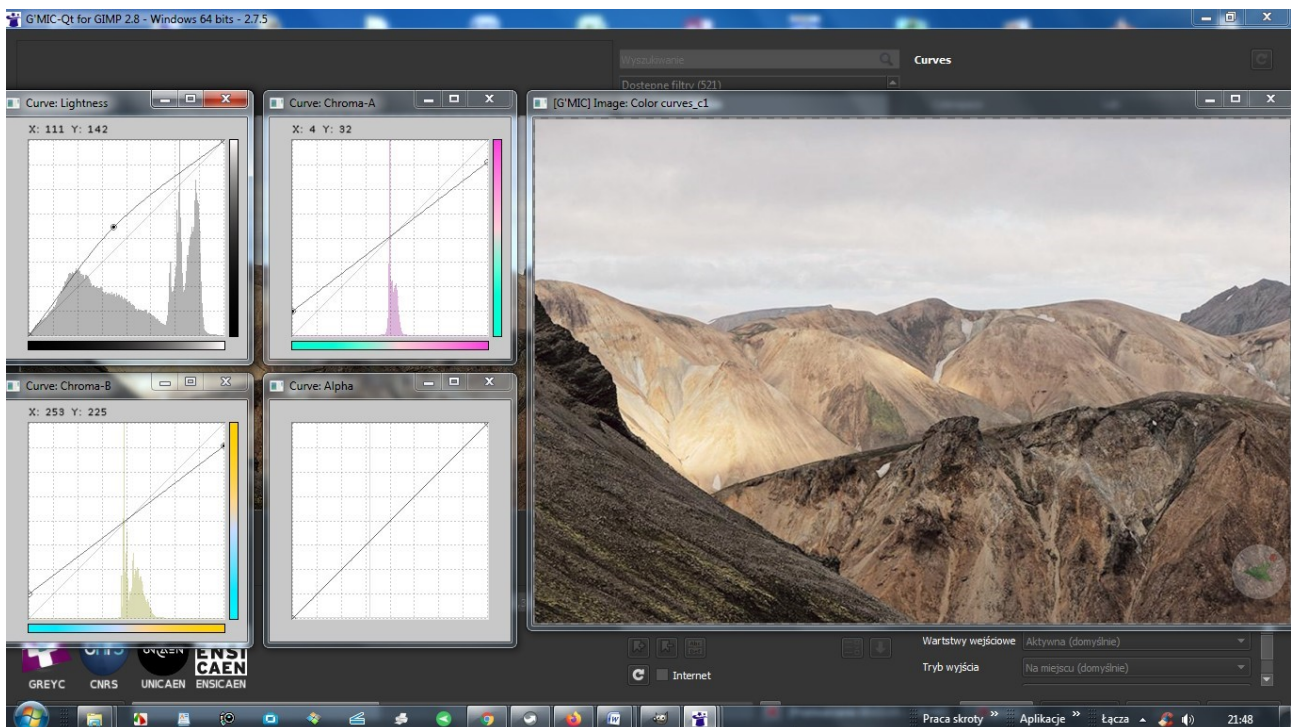 G'MIC-Qt for GIMP 2.8 - Windows 64 bits - 2.7.5
Wyszukiwanie
Curves
Dostępne filtry (521)
Curve: Lightness
X: 111 Y: 142
Curve: Chroma-A
X: 4 Y: 32
[G'MIC] Image: Color curves_c1
Curve: Chroma-B
X: 253 Y: 225
Curve: Alpha
GREYC
CNRS
UNICAEN
ENSICAEN
ENSI
CAEN
Internet
Warstwy wejściowe
Aktywna (domyślnie)
Tryb wyjścia
Na miejscu (domyślnie)
Praca skroty
Aplikacje
Łącza
21:48